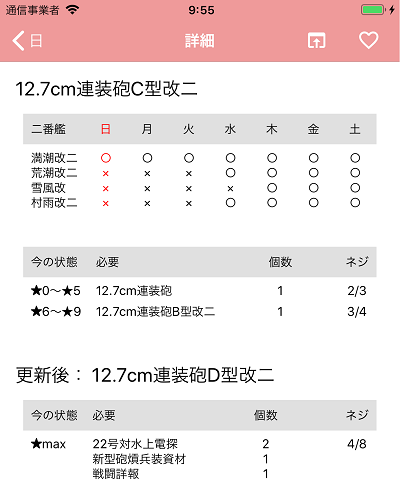 通信事業者 9:55
日 詳細
12.7cm連装砲C型改二
二番艦 日 月 火 水 木 金 土
満潮改二 ○ ○ ○ ○ ○ ○ ○
荒潮改二 × × × ○ ○ ○ ○
雪風改 × × × × ○ ○ ○
村雨改二 × × × ○ ○ ○ ○
今の状態 必要 個数 ネジ
★0〜★5 12.7cm連装砲 1 2/3
★6〜★9 12.7cm連装砲B型改二 1 3/4
更新後： 12.7cm連装砲D型改二
今の状態 必要 個数 ネジ
★max 22号対水上電探 2 4/8
新型砲熕兵装資材 1
戦闘詳報 1